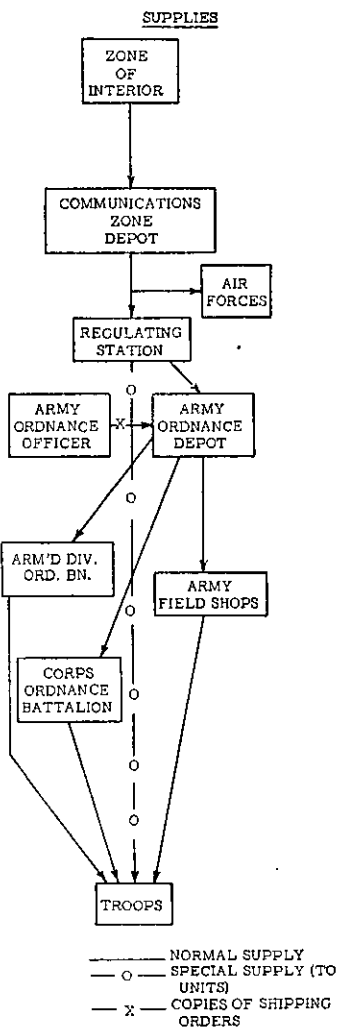 SUPPLIES
ZONE
OF
INTERIOR
COMMUNICATIONS
ZONE
DEPOT
AIR
FORCES
REGULATING
STATION
O
ARMY
ORDNANCE
OFFICER
X
ARMY
ORDNANCE
DEPOT
O
ARM'D DIV.
ORD. BN.
ARMY
FIELD SHOPS
O
CORPS
ORDNANCE
BATTALION
O
O
O
TROOPS
NORMAL SUPPLY
O SPECIAL SUPPLY (TO
UNITS)
X COPIES OF SHIPPING
ORDERS